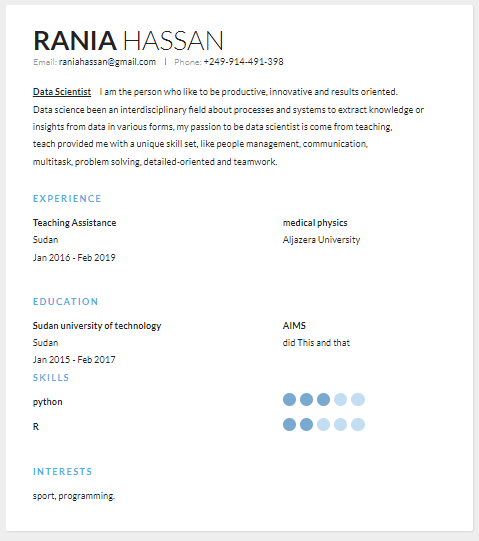 RANIA HASSAN
Email: raniahassan@gmail.com | Phone: +249-914-491-398
Data Scientist I am the person who like to be productive, innovative and results oriented.
Data science been an interdisciplinary field about processes and systems to extract knowledge or
insights from data in various forms, my passion to be data scientist is come from teaching,
teach provided me with a unique skill set, like people management, communication,
multitask, problem solving, detailed-oriented and teamwork.
EXPERIENCE
Teaching Assistance medical physics
Sudan Aljazera University
Jan 2016 - Feb 2019
EDUCATION
Sudan university of technology AIMS
Sudan did This and that
Jan 2015 - Feb 2017
SKILLS
python
R
INTERESTS
sport, programming.